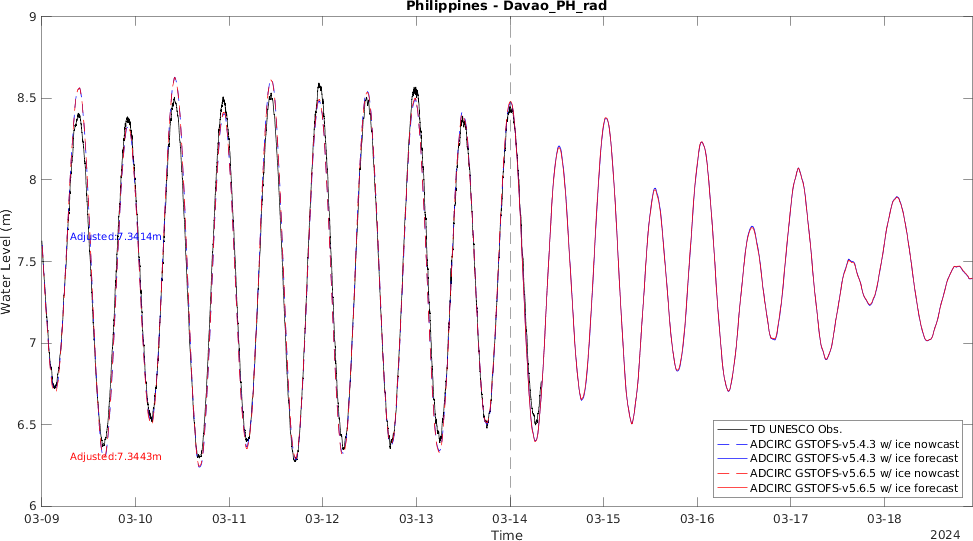 Philippines - Davao_PH_rad
Water Level (m)
9
8.5
8
7.5
7
6.5
6
Adjusted:7.3414m
Adjusted:7.3443m
TD UNESCO Obs.
ADCIRC GSTOFS-v5.4.3 w/ ice nowcast
ADCIRC GSTOFS-v5.4.3 w/ ice forecast
ADCIRC GSTOFS-v5.6.5 w/ ice nowcast
ADCIRC GSTOFS-v5.6.5 w/ ice forecast
03-09 03-10 03-11 03-12 03-13 03-14 03-15 03-16 03-17 03-18
Time
2024